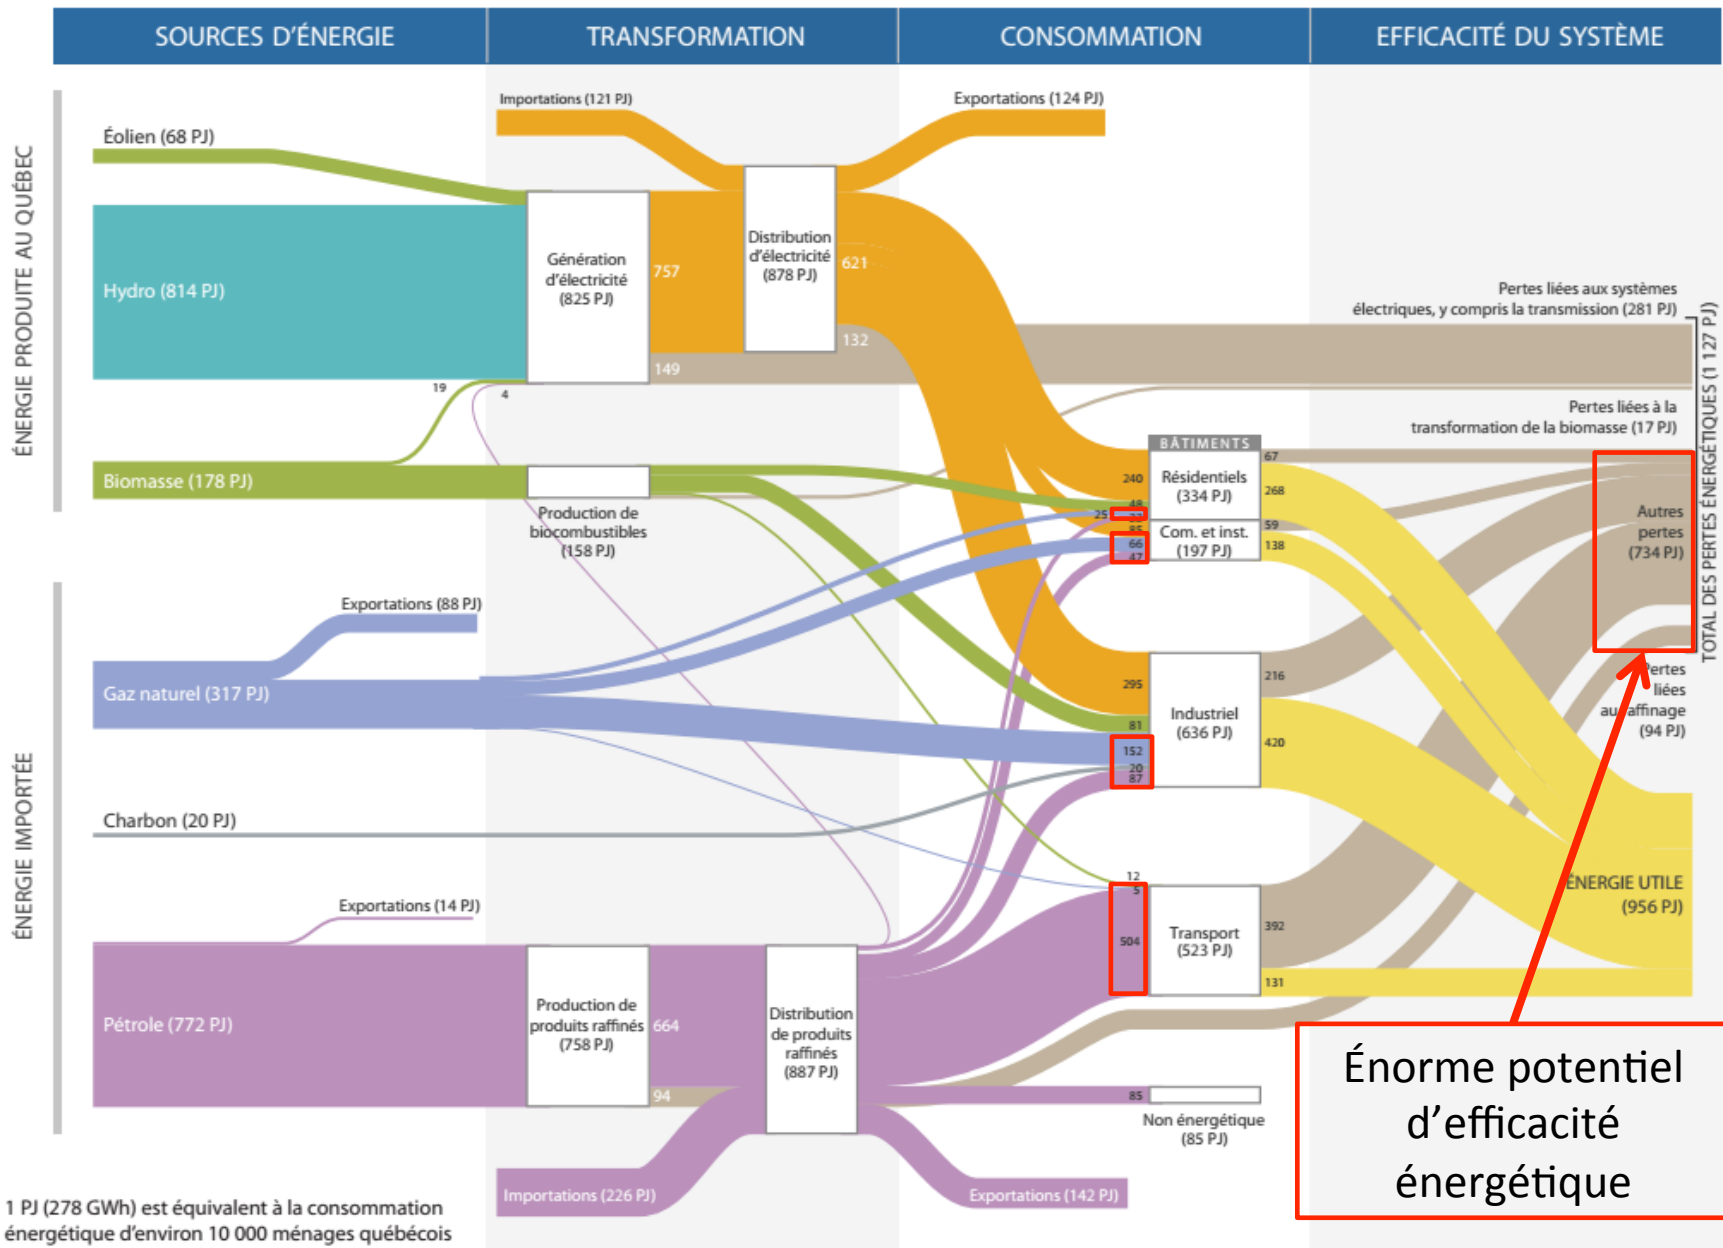 SOURCES D'ÉNERGIE
TRANSFORMATION
CONSOMMATION
EFFICACITÉ DU SYSTÈME
ÉNERGIE PRODUITE AU QUÉBEC
Éolien (68 PJ)
Hydro (814 PJ)
19
4
Biomasse (178 PJ)
Importations (121 PJ)
Génération
d'électricité
(825 PJ)
757
149
Distribution
d'électricité
(878 PJ)
621
132
Exportations (124 PJ)
Production de
biocombustibles
(158 PJ)
Pertes liées aux systèmes
électriques, y compris la transmission (281 PJ)
Pertes liées à la
transformation de la biomasse (17 PJ)
TOTAL DES PERTES ÉNERGÉTIQUES (1 127 PJ)
BÂTIMENTS
240
48
25
Résidentiels
(334 PJ)
67
268
85
66
47
Com. et inst.
(197 PJ)
59
138
Autres
pertes
(734 PJ)
ÉNERGIE IMPORTÉE
Exportations (88 PJ)
Gaz naturel (317 PJ)
Charbon (20 PJ)
295
81
152
20
87
Industriel
(636 PJ)
216
420
Pertes
liées
au raffinage
(94 PJ)
Exportations (14 PJ)
Pétrole (772 PJ)
Production de
produits raffinés
(758 PJ)
664
94
Distribution
de produits
raffinés
(887 PJ)
12
5
504
Transport
(523 PJ)
392
131
ÉNERGIE UTILE
(956 PJ)
85
Non énergétique
(85 PJ)
Importations (226 PJ)
Exportations (142 PJ)
Énorme potentiel
d'efficacité
énergétique
1 PJ (278 GWh) est équivalent à la consommation
énergétique d'environ 10 000 ménages québécois